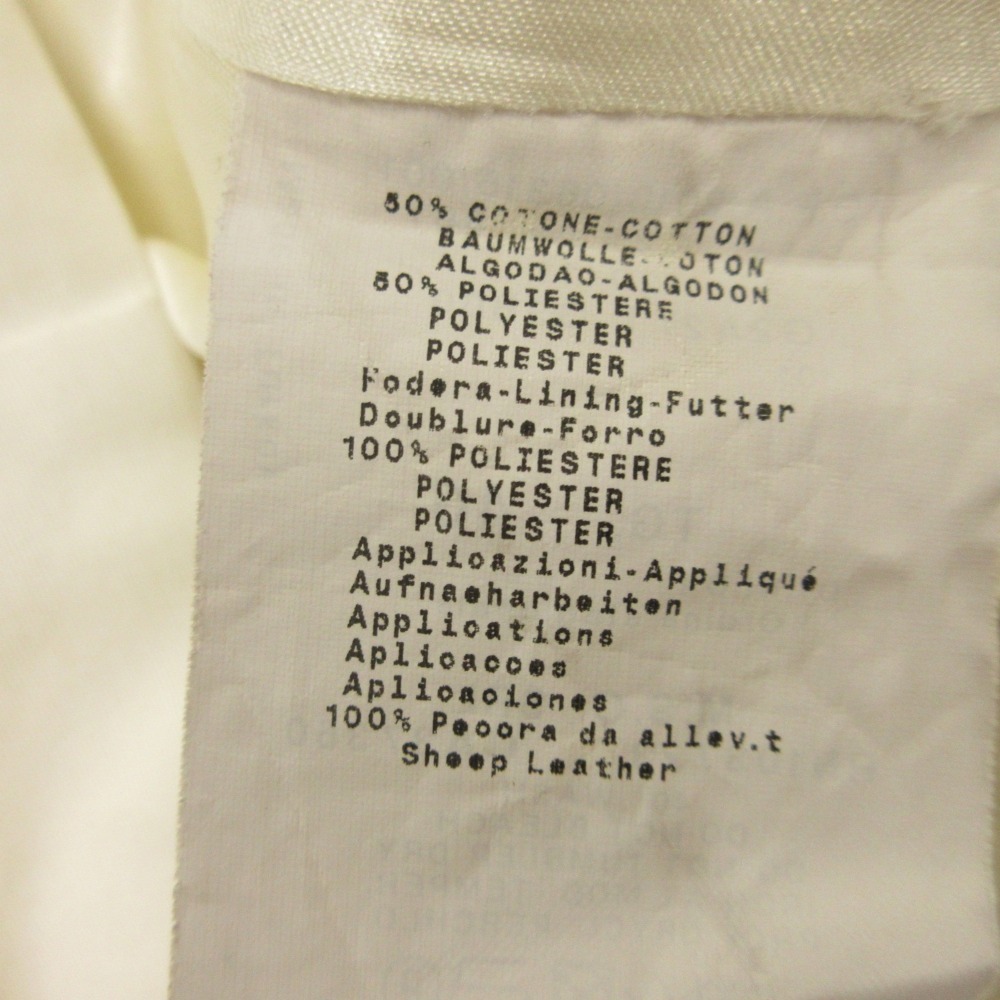 50% COTONE-COTTON
BAUMWOLLE-COTON
ALGODAO-ALGODON
50% POLIESTERE
POLYESTER
POLIESTER
Fodera-Lining-Futter
Doublure-Forro
100% POLIESTERE
POLYESTER
POLIESTER
Applicazioni-Appliqué
Aufnaeharbeiten
Applications
Aplicacoes
Aplicaciones
100% Pecora da allev.t
Sheep Leather